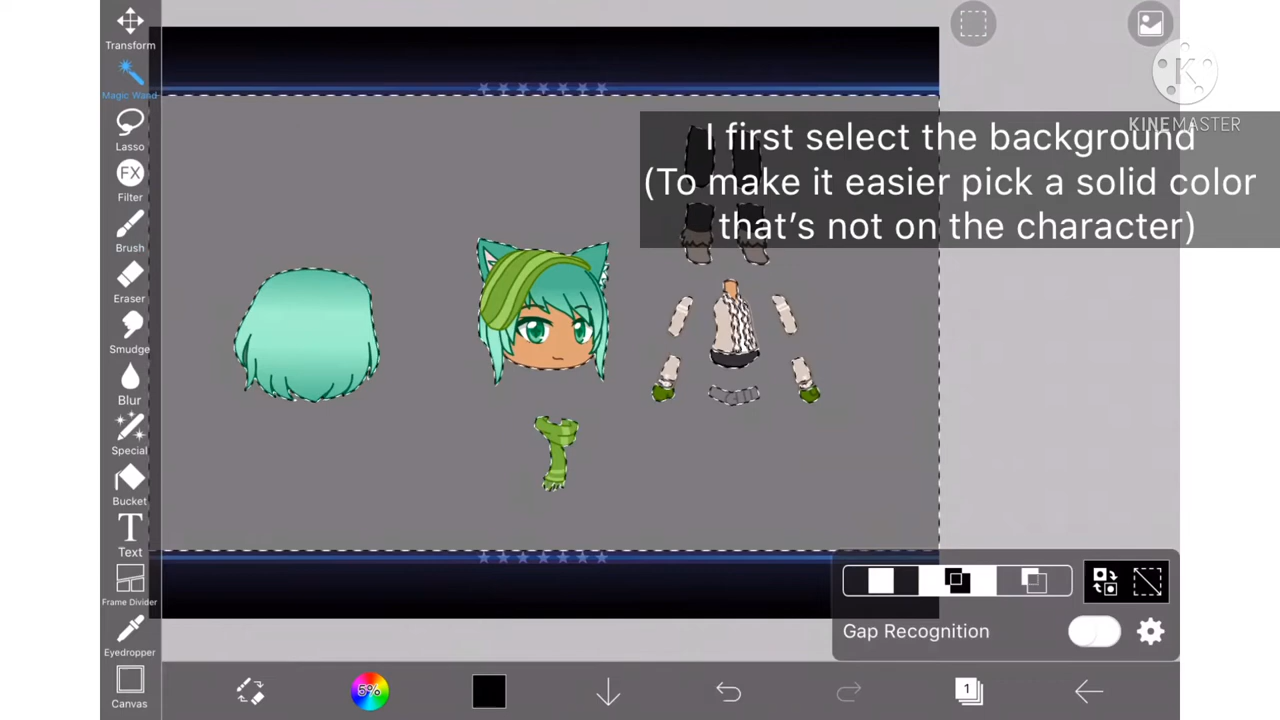 Transform
Magic Wand
Lasso
FX
Filter
Brush
Eraser
Smudge
Blur
Special
Bucket
T
Text
Frame Divider
Eyedropper
Canvas
K
KINEMASTER
I first select the background
(To make it easier pick a solid color
that's not on the character)
Gap Recognition
5%
1